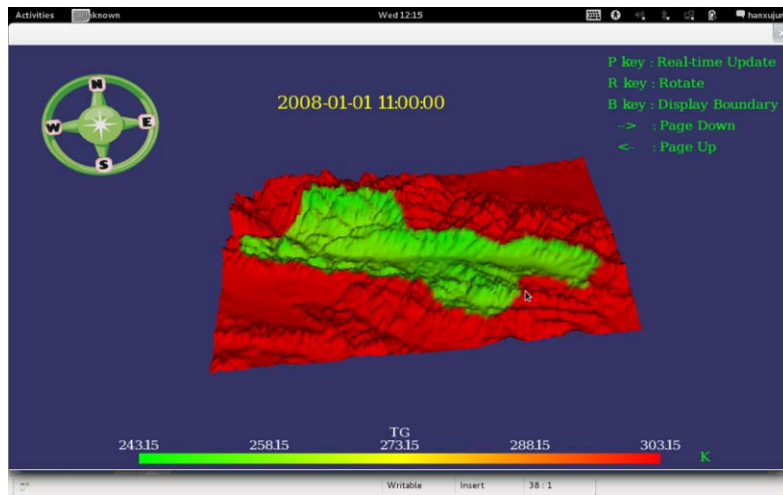 Activities Unknown Wed 12:15 hanxujun
P key : Real-time Update
R key : Rotate
B key : Display Boundary
--> : Page Down
<- : Page Up
2008-01-01 11:00:00
N
W E
S
TG
243.15 258.15 273.15 288.15 303.15
K
Writable Insert 38 : 1